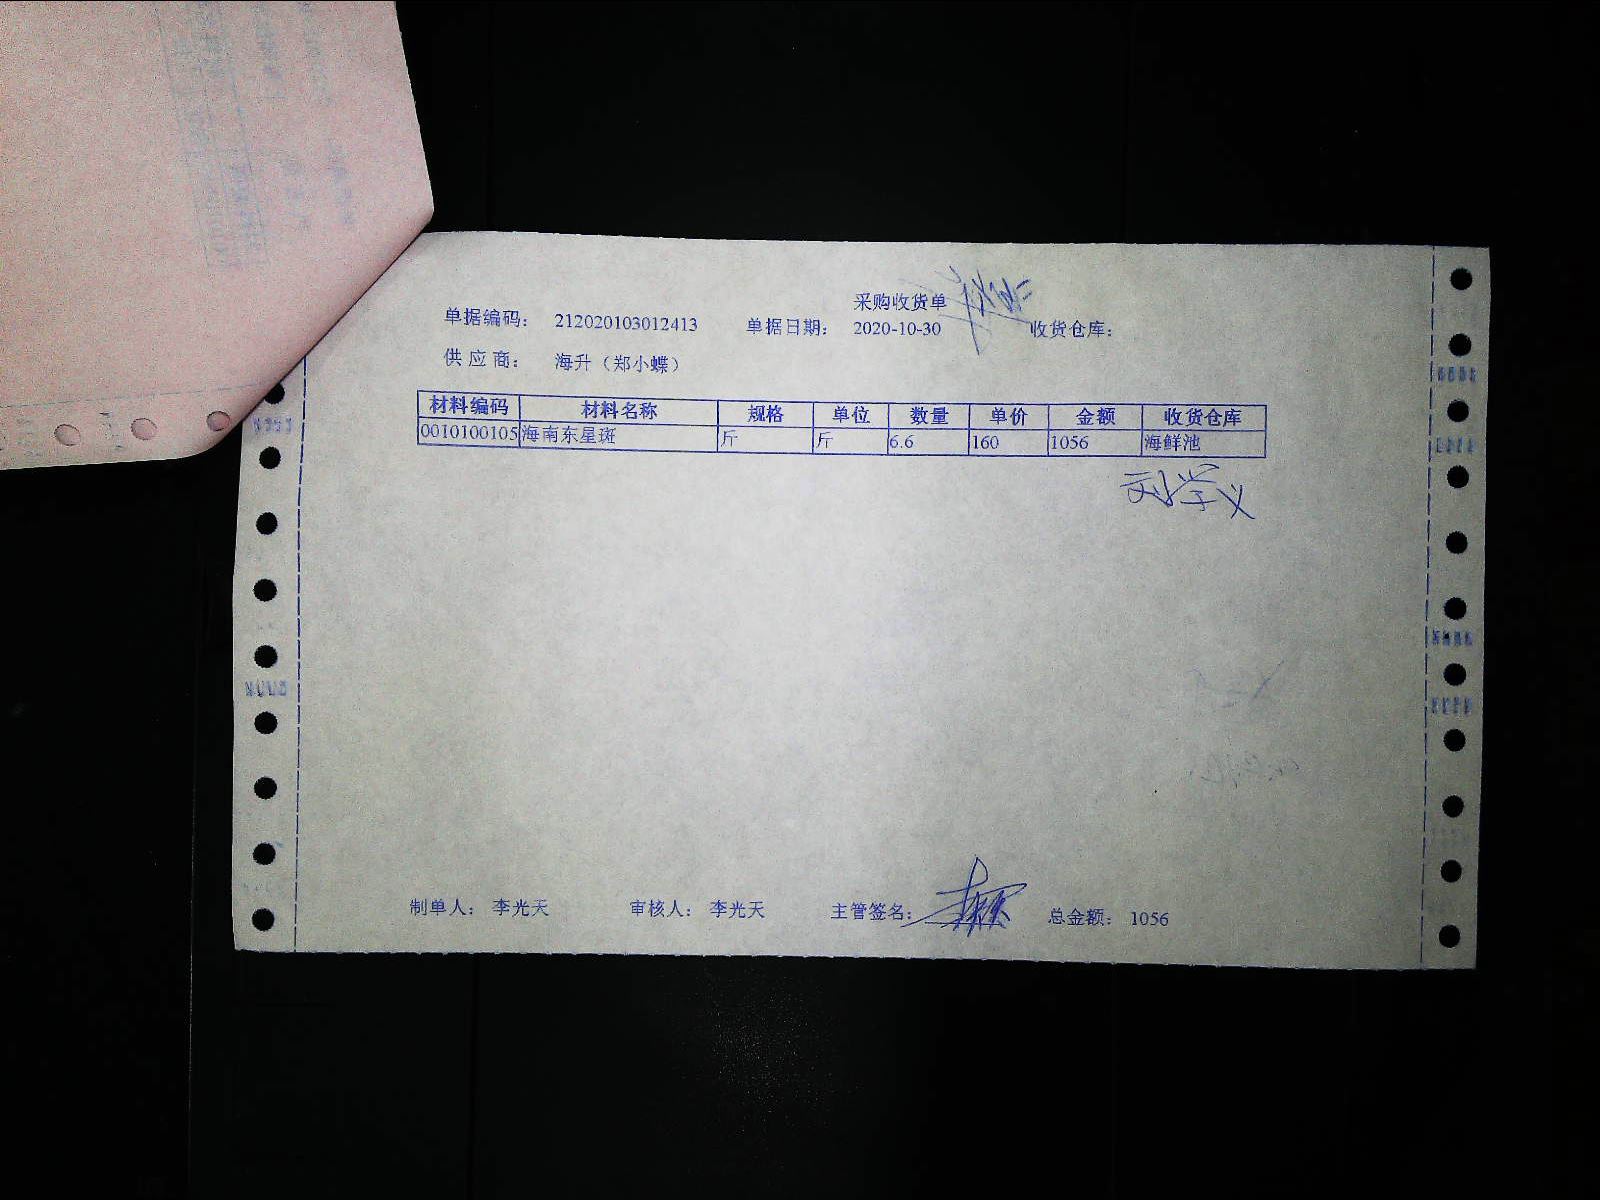 采购收货单
单据编码： 212020103012413 单据日期： 2020-10-30 收货仓库：
供应商： 海升（郑小蝶）
材料编码 材料名称 规格 单位 数量 单价 金额 收货仓库
0010100105 海南东星斑 斤 斤 6.6 160 1056 海鲜池
刘学义
制单人： 李光天 审核人： 李光天 主管签名： 总金额： 1056